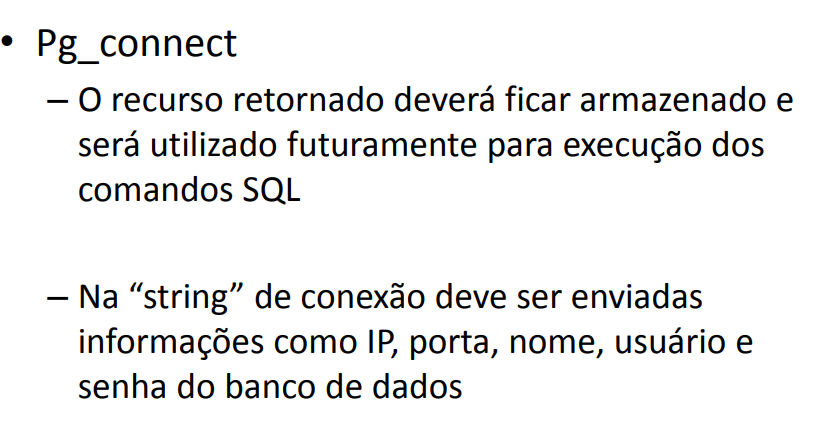 • Pg_connect
– O recurso retornado deverá ficar armazenado e
será utilizado futuramente para execução dos
comandos SQL
– Na “string” de conexão deve ser enviadas
informações como IP, porta, nome, usuário e
senha do banco de dados